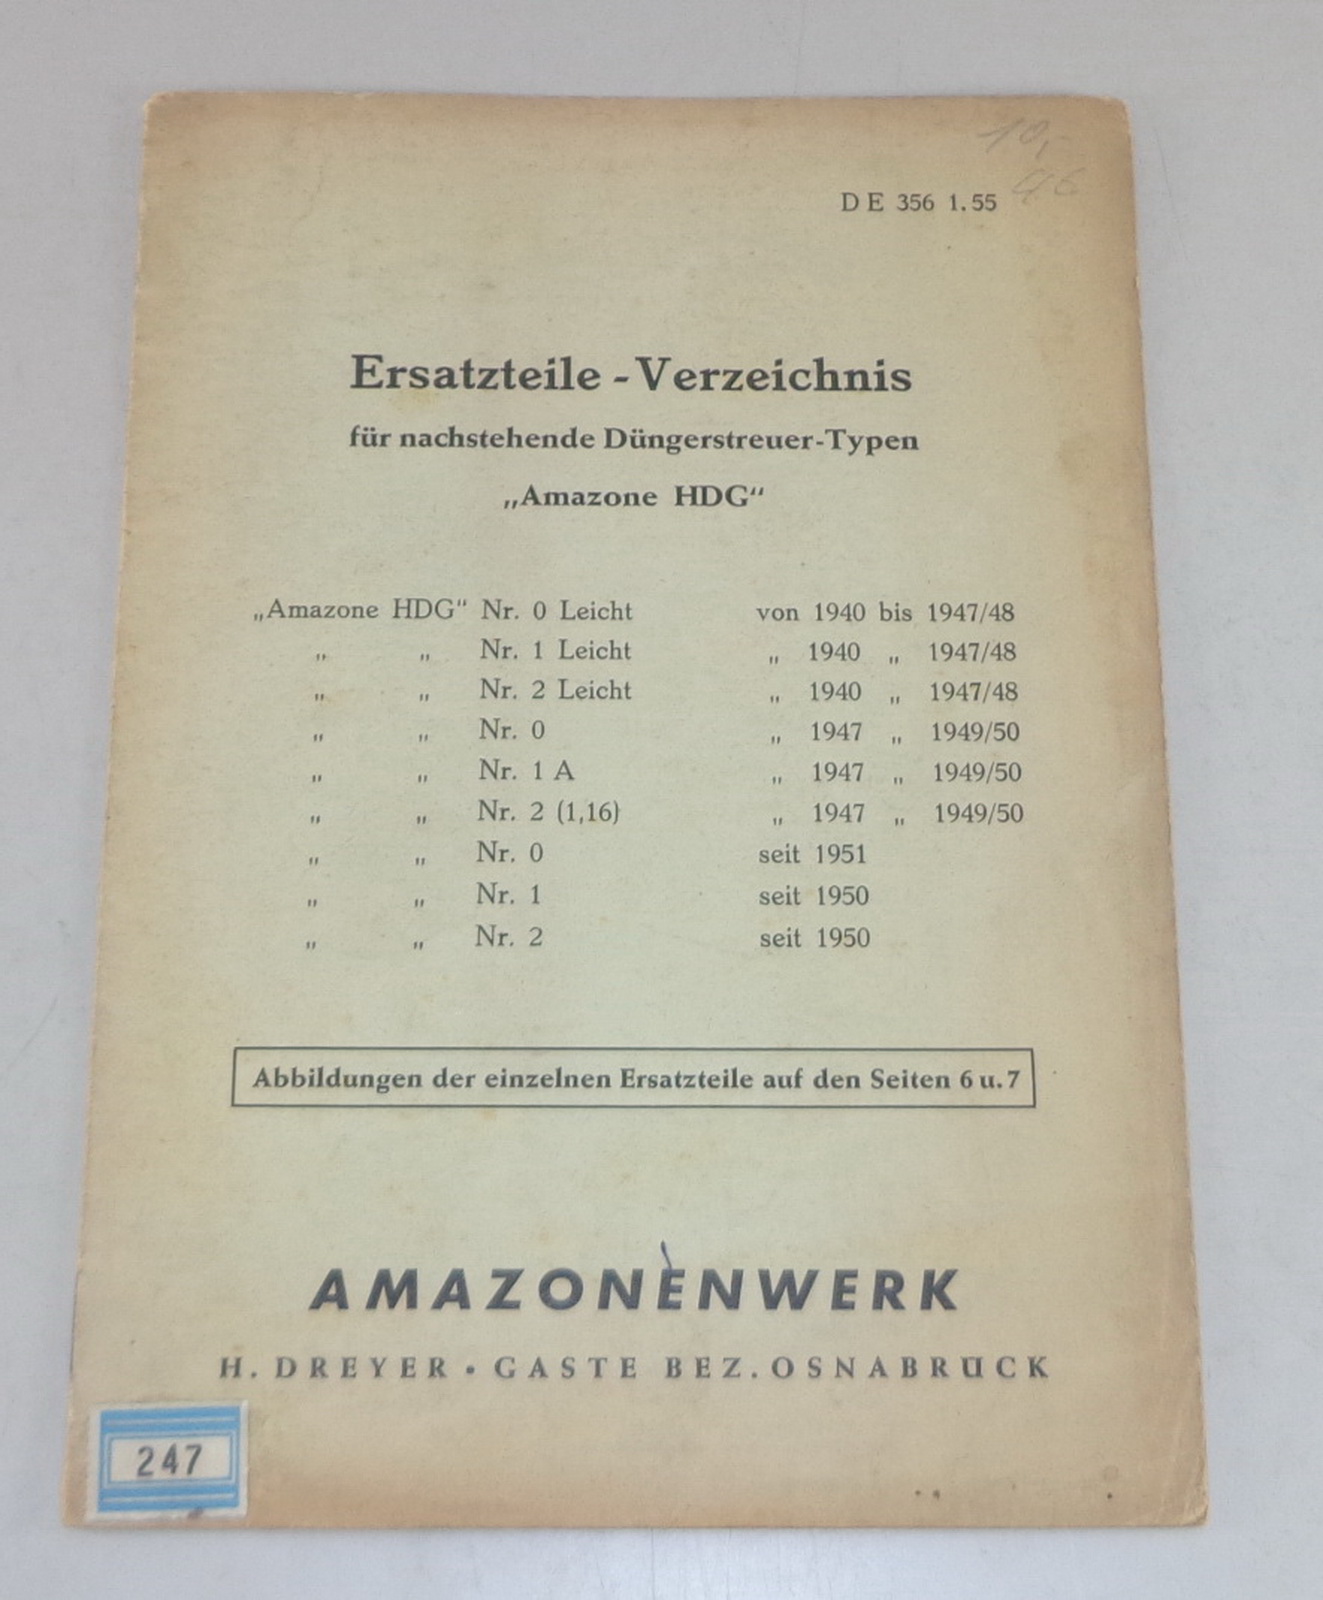 10,-
D E 356 1.55
Ersatzteile-Verzeichnis
für nachstehende Düngerstreuer-Typen
„Amazone HDG“
„Amazone HDG“ Nr. 0 Leicht von 1940 bis 1947/48
„ „ Nr. 1 Leicht „ 1940 „ 1947/48
„ „ Nr. 2 Leicht „ 1940 „ 1947/48
„ „ Nr. 0 „ 1947 „ 1949/50
„ „ Nr. 1 A „ 1947 „ 1949/50
„ „ Nr. 2 (1,16) „ 1947 „ 1949/50
„ „ Nr. 0 seit 1951
„ „ Nr. 1 seit 1950
„ „ Nr. 2 seit 1950
Abbildungen der einzelnen Ersatzteile auf den Seiten 6 u. 7
AMAZONENWERK
H. DREYER • GASTE BEZ. OSNABRÜCK
247